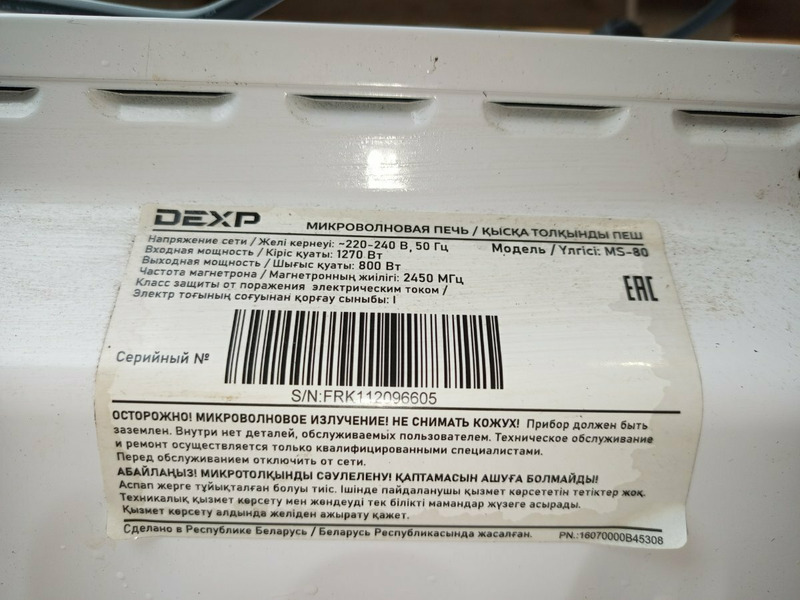 DEXP
МИКРОВОЛНОВАЯ ПЕЧЬ / ҚЫСҚА ТОЛҚЫНДЫ ПЕШ
Напряжение сети / Желі кернеуі: ~220-240 В, 50 Гц
Модель / Үлгісі: MS-80
Входная мощность / Кіріс қуаты: 1270 Вт
Выходная мощность / Шығыс қуаты: 800 Вт
Частота магнетрона / Магнетронның жиілігі: 2450 МГц
Класс защиты от поражения электрическим током /
Электр тоғының соғуынан қорғау сыныбы: I
EAC
Серийный №
S/N:FRK112096605
ОСТОРОЖНО! МИКРОВОЛНОВОЕ ИЗЛУЧЕНИЕ! НЕ СНИМАТЬ КОЖУХ! Прибор должен быть
заземлен. Внутри нет деталей, обслуживаемых пользователем. Техническое обслуживание
и ремонт осуществляется только квалифицированными специалистами.
Перед обслуживанием отключить от сети.
АБАЙЛАҢЫЗ! МИКРОТОЛҚЫНДЫ СӘУЛЕЛЕНУ! ҚАПТАМАСЫН АШУҒА БОЛМАЙДЫ!
Аспап жерге тұйықталған болуы тиіс. Ішінде пайдаланушы қызмет көрсететін тетіктер жоқ.
Техникалық қызмет көрсету мен жөндеуді тек білікті мамандар жүзеге асырады.
Қызмет көрсету алдында желіден ажырату қажет.
Сделано в Республике Беларусь / Беларусь Республикасында жасалған.
PN.:16070000B45308